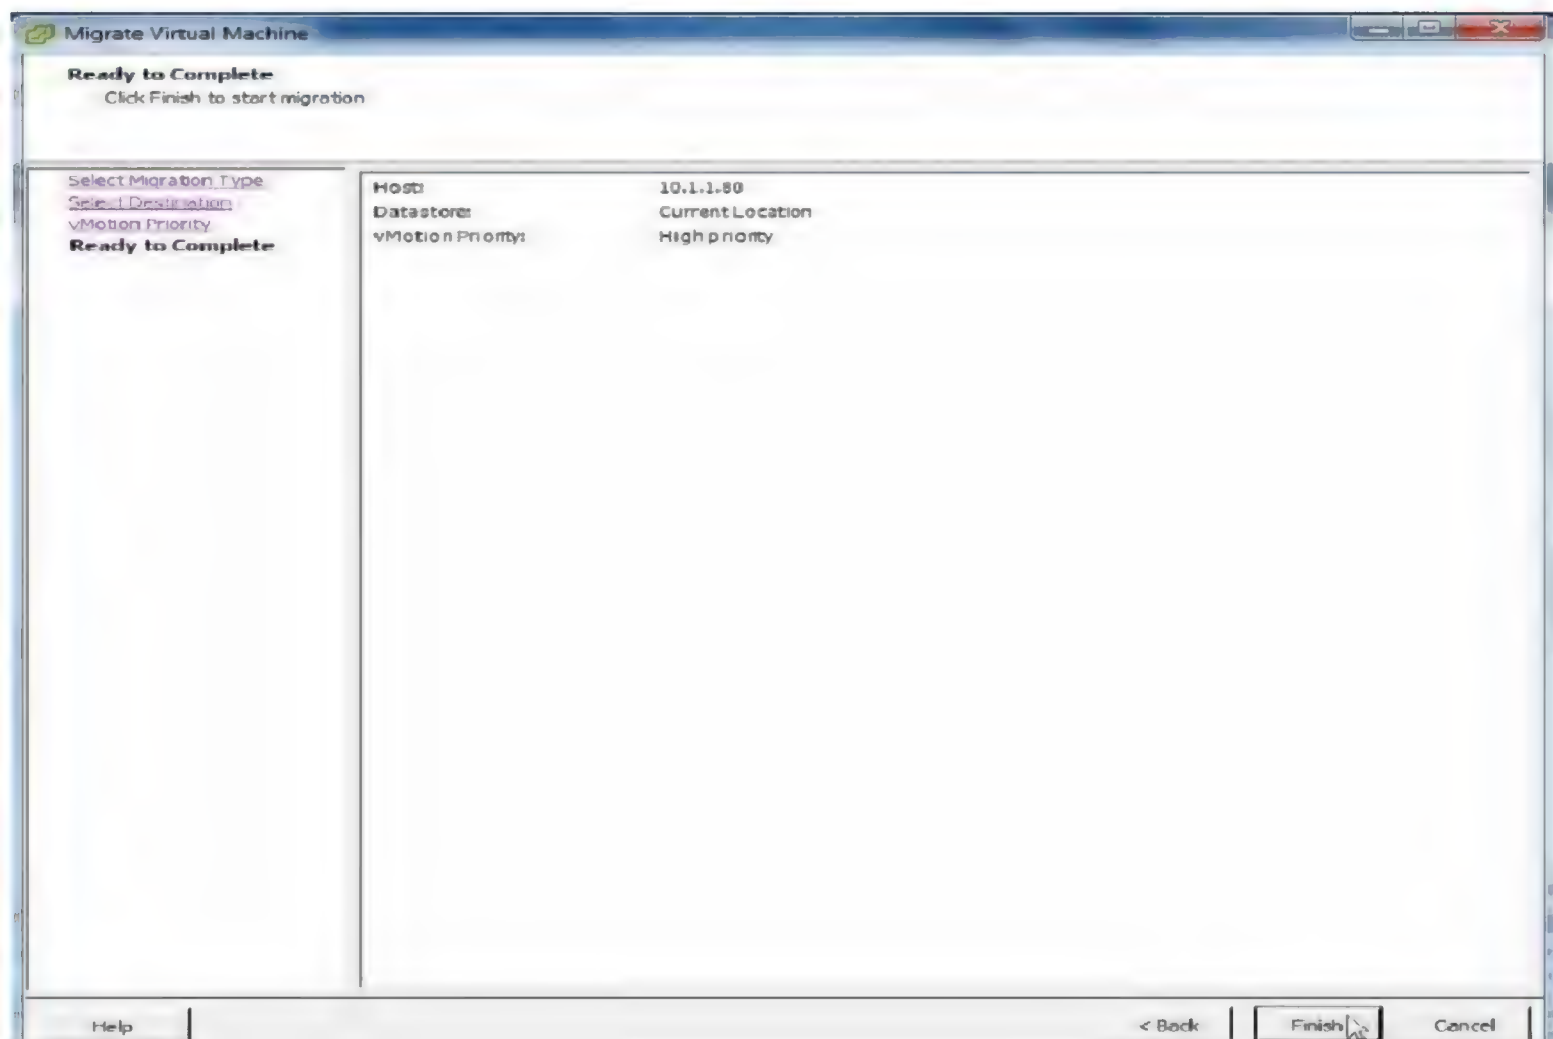 Migrate Virtual Machine
Ready to Complete
Click Finish to start migration
Select Migration Type
Select Destination
vMotion Priority
Ready to Complete
Host: 10.1.1.80
Datastore: Current Location
vMotion Priority: High priority
Help
< Back
Finish
Cancel